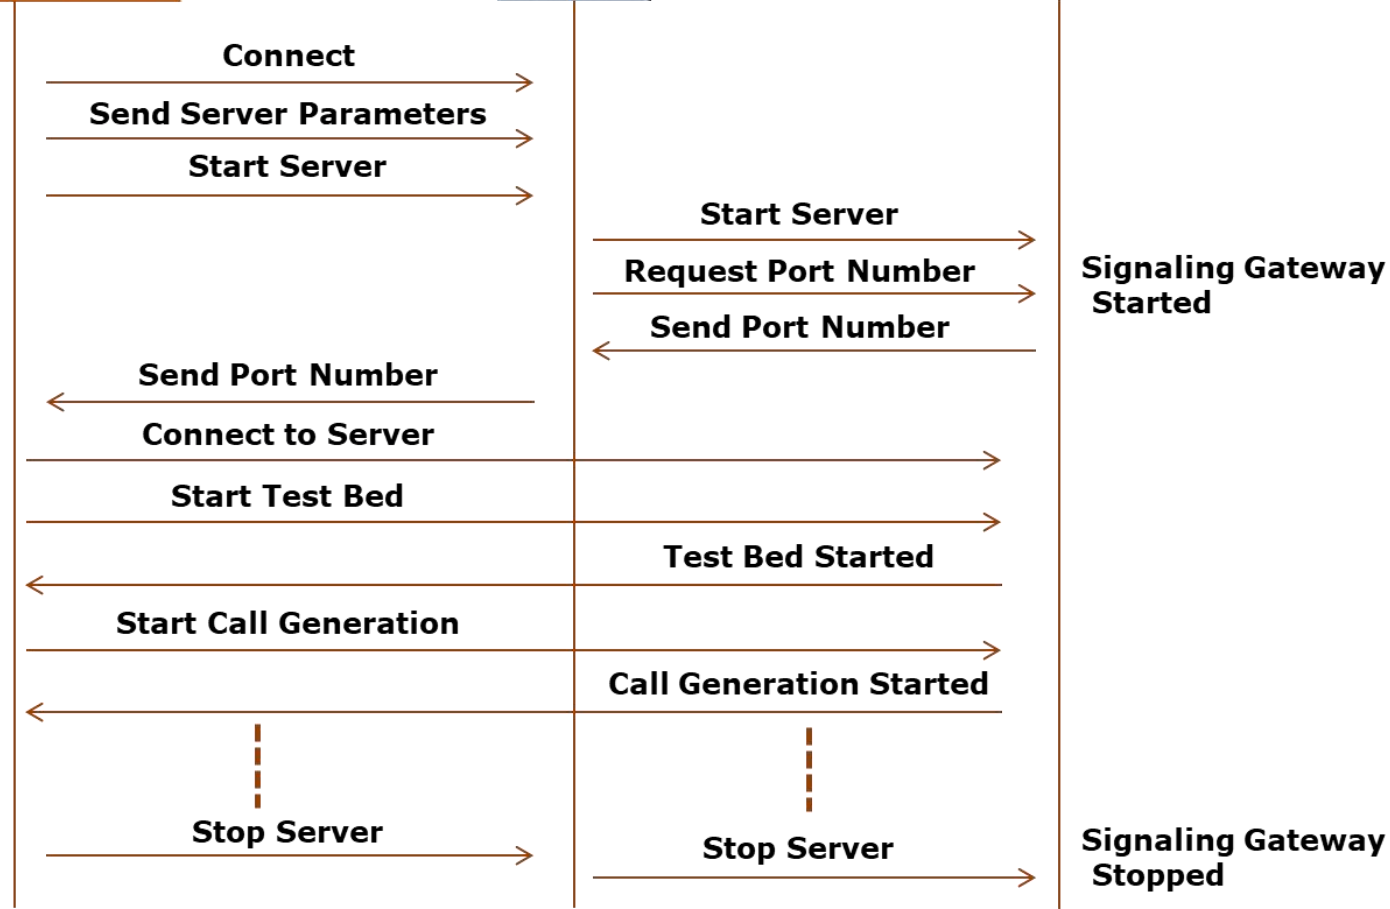 Connect
Send Server Parameters
Start Server
Start Server
Request Port Number
Signaling Gateway
Started
Send Port Number
Send Port Number
Connect to Server
Start Test Bed
Test Bed Started
Start Call Generation
Call Generation Started
Stop Server
Stop Server
Signaling Gateway
Stopped